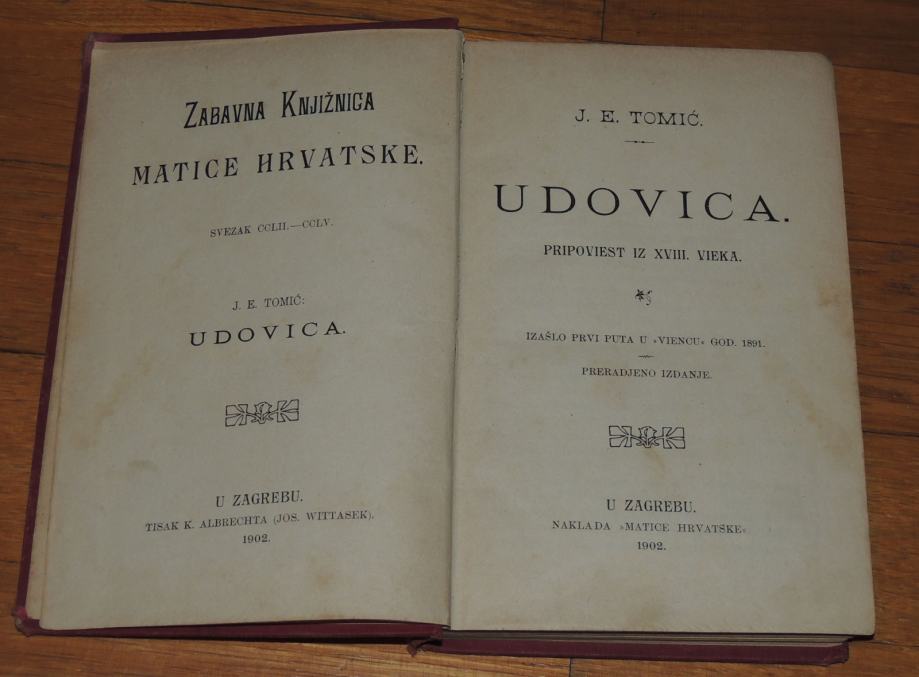 ZABAVNA KNJIŽNICA
MATICE HRVATSKE.
SVEZAK CCLII.—CCLV.
J. E. TOMIĆ:
UDOVICA.
U ZAGREBU.
TISAK K. ALBRECHTA (JOS. WITTASEK).
1902.
J. E. TOMIĆ.
UDOVICA.
PRIPOVIEST IZ XVIII. VIEKA.
IZAŠLO PRVI PUTA U »VIENCU« GOD. 1891.
PRERADJENO IZDANJE.
U ZAGREBU.
NAKLADA »MATICE HRVATSKE«
1902.